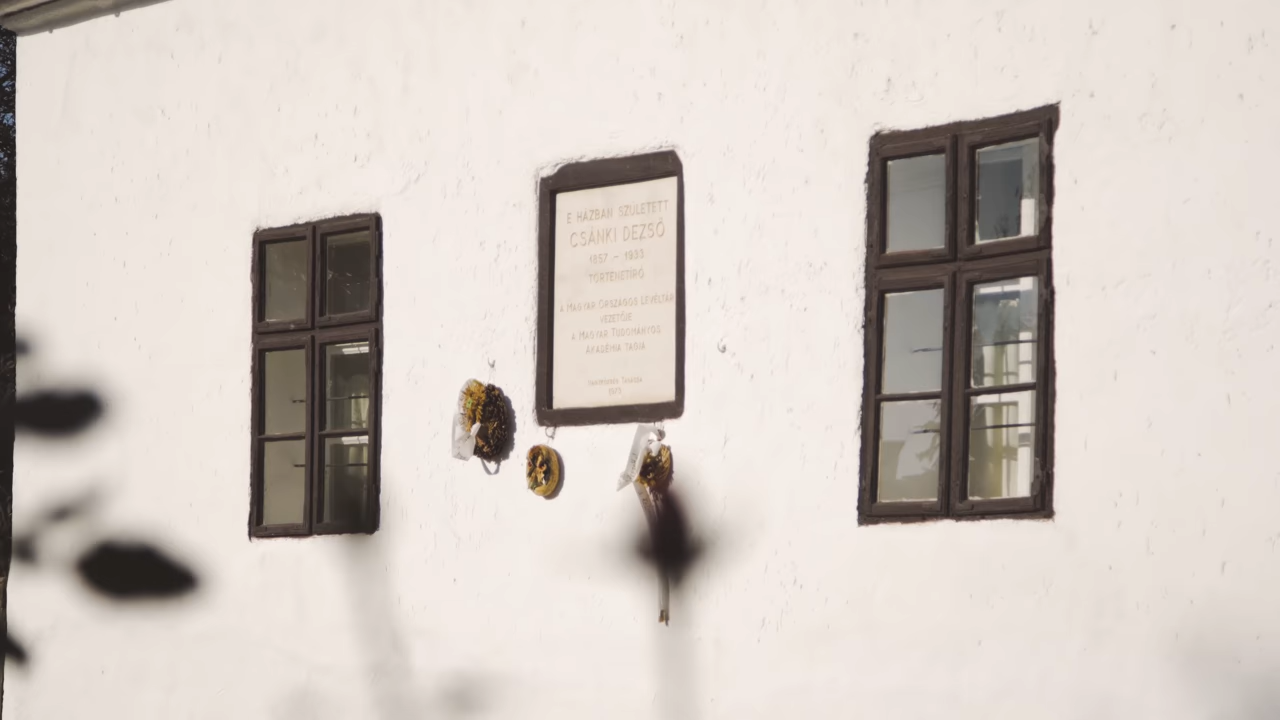 E HÁZBAN SZÜLETETT
CSÁNKI DEZSŐ
1857 - 1933
TÖRTÉNETÍRÓ
A MAGYAR ORSZÁGOS LEVÉLTÁR
VEZETŐJE
A MAGYAR TUDOMÁNYOS
AKADÉMIA TAGJA